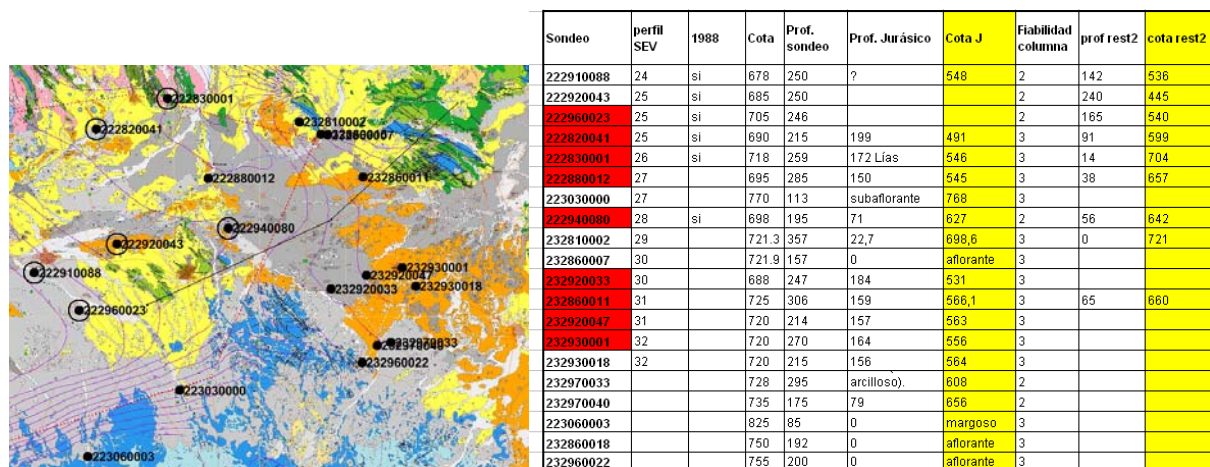 222830001
222820041
232810002
222880012
232860011
222940080
222920043
222910088
232930001
232920047
232930018
232920033
222960023
232970033
232960022
223030000
223060003
Sondeo perfil SEV 1988 Cota Prof. sondeo Prof. Jurásico Cota J Fiabilidad columna prof rest2 cota rest2
222910088 24 si 678 250 ? 548 2 142 536
222920043 25 si 685 250 2 240 445
222960023 25 si 705 246 2 165 540
222820041 25 si 690 215 199 491 3 91 599
222830001 26 si 718 259 172 Lías 546 3 14 704
222880012 27 695 285 150 545 3 38 657
223030000 27 770 113 subaflorante 768 3
222940080 28 si 698 195 71 627 2 56 642
232810002 29 721.3 357 22,7 698,6 3 0 721
232860007 30 721.9 157 0 aflorante 3
232920033 30 688 247 184 531 3
232860011 31 725 306 159 566,1 3 65 660
232920047 31 720 214 157 563 3
232930001 32 720 270 164 556 3
232930018 32 720 215 156 564 3
232970033 728 295 arcilloso). 608 2
232970040 735 175 79 656 2
223060003 825 85 0 margoso 3
232860018 750 192 0 aflorante 3
232960022 755 200 0 aflorante 3